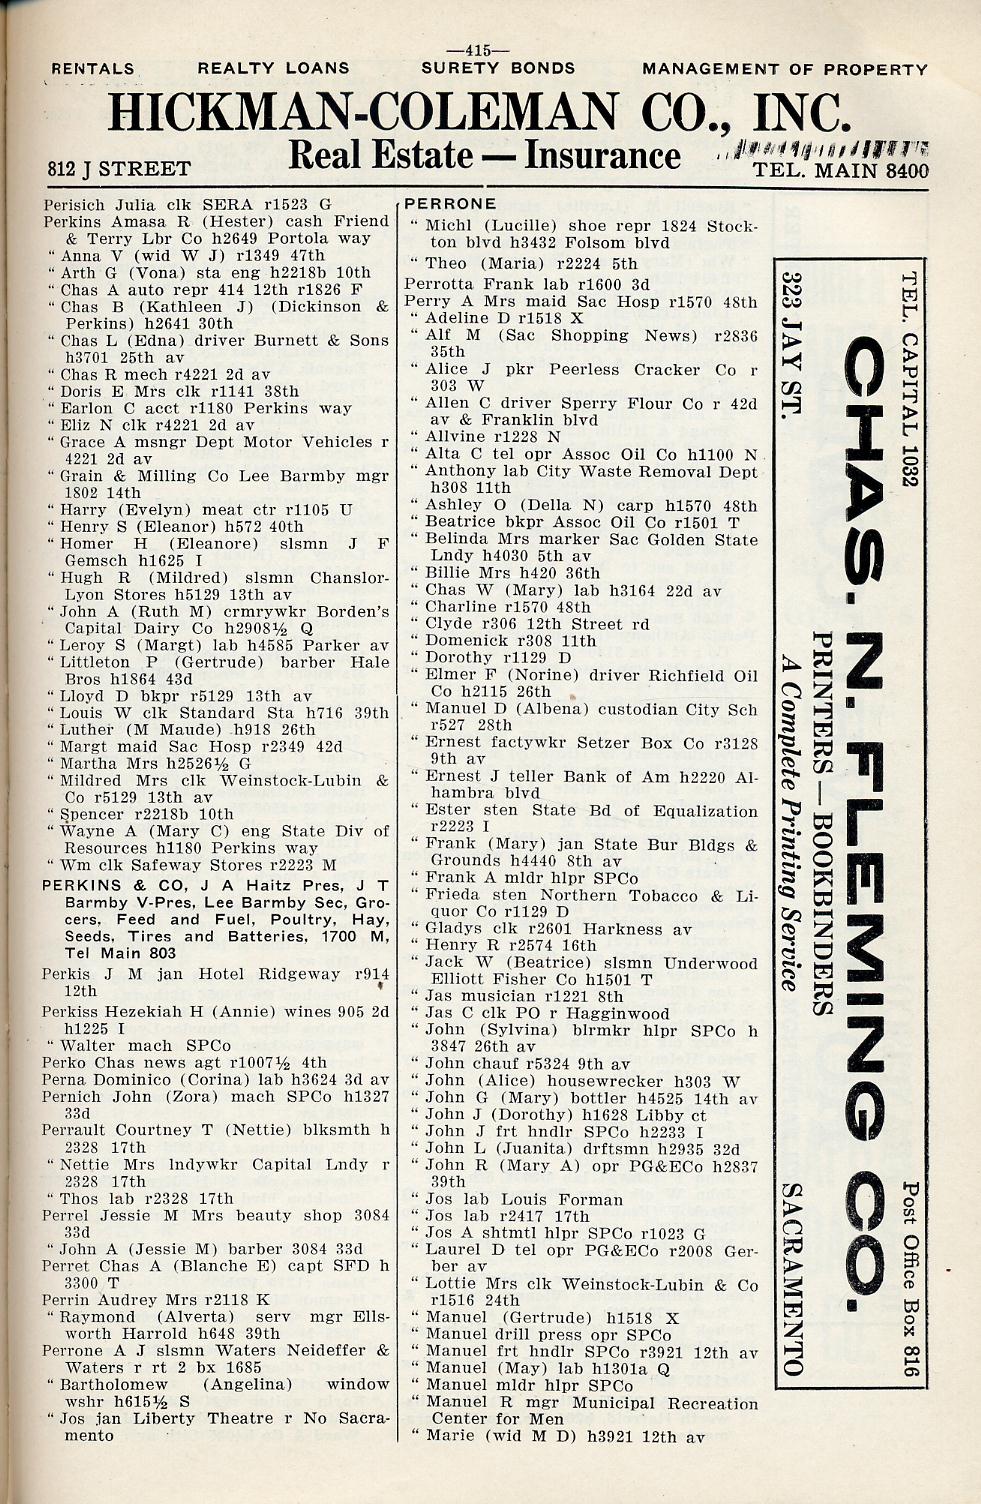 —415—
RENTALS REALTY LOANS SURETY BONDS MANAGEMENT OF PROPERTY
HICKMAN-COLEMAN CO., INC.
Real Estate — Insurance
812 J STREET TEL. MAIN 8400
Perisich Julia clk SERA r1523 G
Perkins Amasa R (Hester) cash Friend
& Terry Lbr Co h2649 Portola way
“ Anna V (wid W J) r1349 47th
“ Arth G (Vona) sta eng h2218b 10th
“ Chas A auto repr 414 12th r1826 F
“ Chas B (Kathleen J) (Dickinson &
Perkins) h2641 30th
“ Chas L (Edna) driver Burnett & Sons
h3701 25th av
“ Chas R mech r4221 2d av
“ Doris E Mrs clk r1141 38th
“ Earlon C acct r1180 Perkins way
“ Eliz N clk r4221 2d av
“ Grace A msngr Dept Motor Vehicles r
4221 2d av
“ Grain & Milling Co Lee Barmby mgr
1802 14th
“ Harry (Evelyn) meat ctr r1105 U
“ Henry S (Eleanor) h572 40th
“ Homer H (Eleanore) slsmn J F
Gemsch h1625 I
“ Hugh R (Mildred) slsmn Chanslor-
Lyon Stores h5129 13th av
“ John A (Ruth M) crmrywkr Borden's
Capital Dairy Co h2908½ Q
“ Leroy S (Margt) lab h4585 Parker av
“ Littleton P (Gertrude) barber Hale
Bros h1864 43d
“ Lloyd D bkpr r5129 13th av
“ Louis W clk Standard Sta h716 39th
“ Luther (M Maude) h918 26th
“ Margt maid Sac Hosp r2349 42d
“ Martha Mrs h2526½ G
“ Mildred Mrs clk Weinstock-Lubin &
Co r5129 13th av
“ Spencer r2218b 10th
“ Wayne A (Mary C) eng State Div of
Resources h1180 Perkins way
“ Wm clk Safeway Stores r2223 M
PERKINS & CO, J A Haitz Pres, J T
Barmby V-Pres, Lee Barmby Sec, Gro-
cers, Feed and Fuel, Poultry, Hay,
Seeds, Tires and Batteries, 1700 M,
Tel Main 803
Perkis J M jan Hotel Ridgeway r914
12th
Perkiss Hezekiah H (Annie) wines 905 2d
h1225 I
“ Walter mach SPCo
Perko Chas news agt r1007½ 4th
Perna Dominico (Corina) lab h3624 3d av
Pernich John (Zora) mach SPCo h1327
33d
Perrault Courtney T (Nettie) blksmth h
2328 17th
“ Nettie Mrs lndywkr Capital Lndy r
2328 17th
“ Thos lab r2328 17th
Perrel Jessie M Mrs beauty shop 3084
33d
“ John A (Jessie M) barber 3084 33d
Perret Chas A (Blanche E) capt SFD h
3300 T
Perrin Audrey Mrs r2118 K
“ Raymond (Alverta) serv mgr Ells-
worth Harrold h648 39th
Perrone A J slsmn Waters Neideffer &
Waters r rt 2 bx 1685
“ Bartholomew (Angelina) window
wshr h615½ S
“ Jos jan Liberty Theatre r No Sacra-
mento
PERRONE
“ Michl (Lucille) shoe repr 1824 Stock-
ton blvd h3432 Folsom blvd
“ Theo (Maria) r2224 5th
Perrotta Frank lab r1600 3d
Perry A Mrs maid Sac Hosp r1570 48th
“ Adeline D r1518 X
“ Alf M (Sac Shopping News) r2836
35th
“ Alice J pkr Peerless Cracker Co r
303 W
“ Allen C driver Sperry Flour Co r 42d
av & Franklin blvd
“ Allvine r1228 N
“ Alta C tel opr Assoc Oil Co h1100 N
“ Anthony lab City Waste Removal Dept
h308 11th
“ Ashley O (Della N) carp h1570 48th
“ Beatrice bkpr Assoc Oil Co r1501 T
“ Belinda Mrs marker Sac Golden State
Lndy h4030 5th av
“ Billie Mrs h420 36th
“ Chas W (Mary) lab h3164 22d av
“ Charline r1570 48th
“ Clyde r306 12th Street rd
“ Domenick r308 11th
“ Dorothy r1129 D
“ Elmer F (Norine) driver Richfield Oil
Co h2115 26th
“ Manuel D (Albena) custodian City Sch
r527 28th
“ Ernest factywkr Setzer Box Co r3128
9th av
“ Ernest J teller Bank of Am h2220 Al-
hambra blvd
“ Ester sten State Bd of Equalization
r2223 I
“ Frank (Mary) jan State Bur Bldgs &
Grounds h4440 8th av
“ Frank A mldr hlpr SPCo
“ Frieda sten Northern Tobacco & Li-
quor Co r1129 D
“ Gladys clk r2601 Harkness av
“ Henry R r2574 16th
“ Jack W (Beatrice) slsmn Underwood
Elliott Fisher Co h1501 T
“ Jas musician r1221 8th
“ Jas C clk PO r Hagginwood
“ John (Sylvina) blrmkr hlpr SPCo h
3847 26th av
“ John chauf r5324 9th av
“ John (Alice) housewrecker h303 W
“ John G (Mary) bottler h4525 14th av
“ John J (Dorothy) h1628 Libby ct
“ John J frt hndlr SPCo h2233 I
“ John L (Juanita) drftsmn h2935 32d
“ John R (Mary A) opr PG&ECo h2837
39th
“ Jos lab Louis Forman
“ Jos lab r2417 17th
“ Jos A shtmtl hlpr SPCo r1023 G
“ Laurel D tel opr PG&ECo r2008 Ger-
ber av
“ Lottie Mrs clk Weinstock-Lubin & Co
r1516 24th
“ Manuel (Gertrude) h1518 X
“ Manuel drill press opr SPCo
“ Manuel frt hndlr SPCo r3921 12th av
“ Manuel (May) lab h1301a Q
“ Manuel mldr hlpr SPCo
“ Manuel R mgr Municipal Recreation
Center for Men
“ Marie (wid M D) h3921 12th av
TEL. CAPITAL 1032 Post Office Box 816
CHAS. N. FLEMING CO.
PRINTERS — BOOKBINDERS
A Complete Printing Service
323 JAY ST. SACRAMENTO